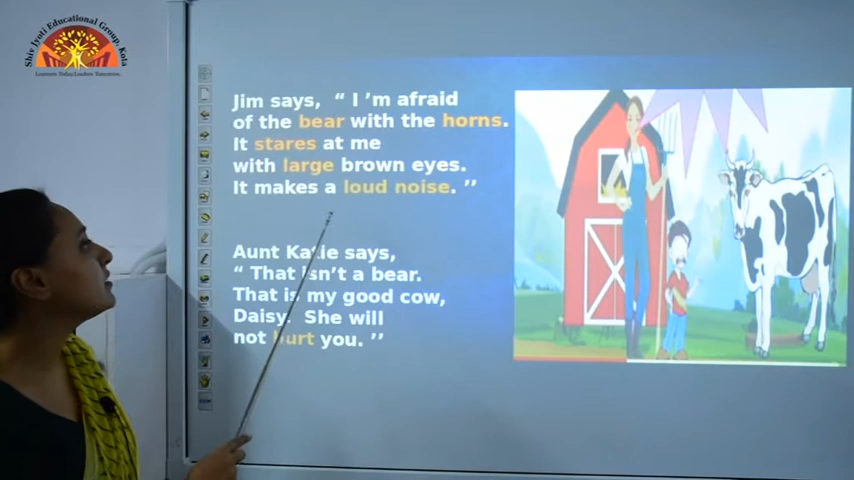 Shiv Jyoti Educational Group, Kota
Learners Today Leaders Tomorrow
Jim says, “ I ’m afraid
of the bear with the horns.
It stares at me
with large brown eyes.
It makes a loud noise. ’’
Aunt Katie says,
“ That isn’t a bear.
That is my good cow,
Daisy. She will
not hurt you. ’’